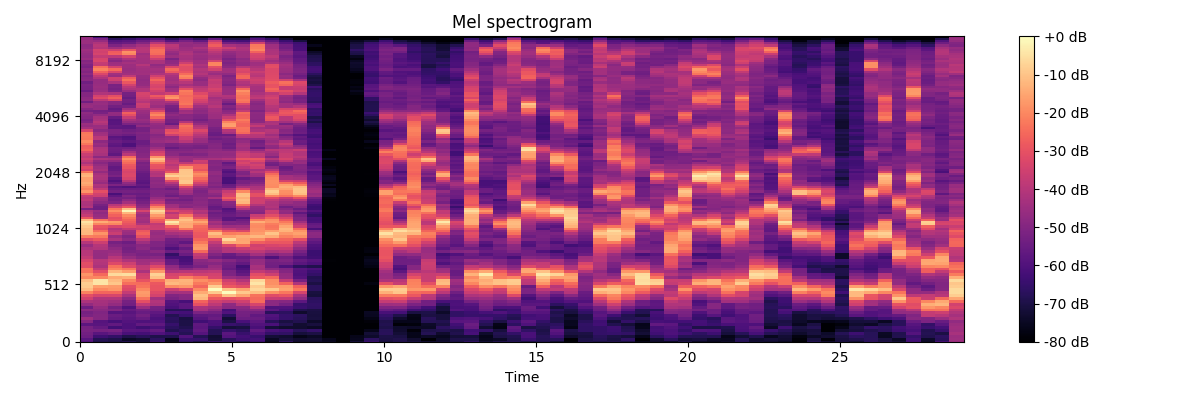 Mel spectrogram
8192
4096
2048
1024
512
0
Hz
0 5 10 15 20 25
Time
+0 dB
-10 dB
-20 dB
-30 dB
-40 dB
-50 dB
-60 dB
-70 dB
-80 dB